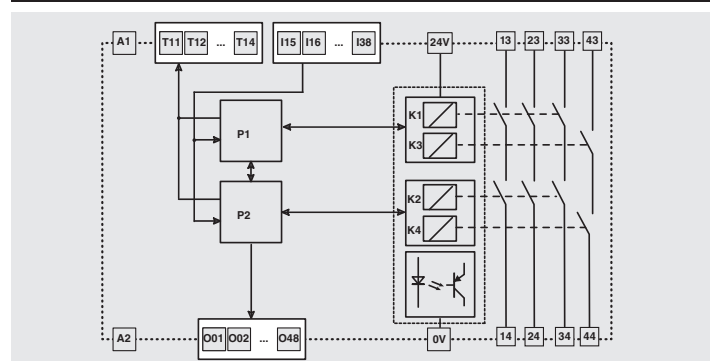 A1 T11 T12 ... T14 I15 I16 ... I38 24V 13 23 33 43
P1 K1
K3
P2 K2
K4
A2 O01 O02 ... O48 0V 14 24 34 44